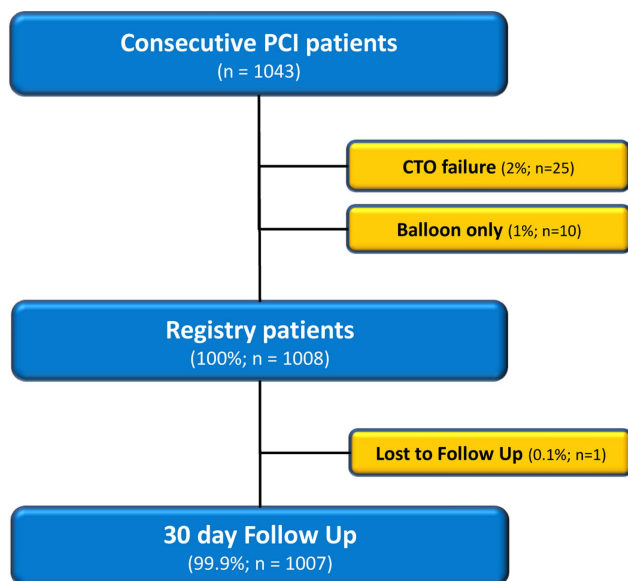 Consecutive PCI patients
(n = 1043)
CTO failure (2%; n=25)
Balloon only (1%; n=10)
Registry patients
(100%; n = 1008)
Lost to Follow Up (0.1%; n=1)
30 day Follow Up
(99.9%; n = 1007)